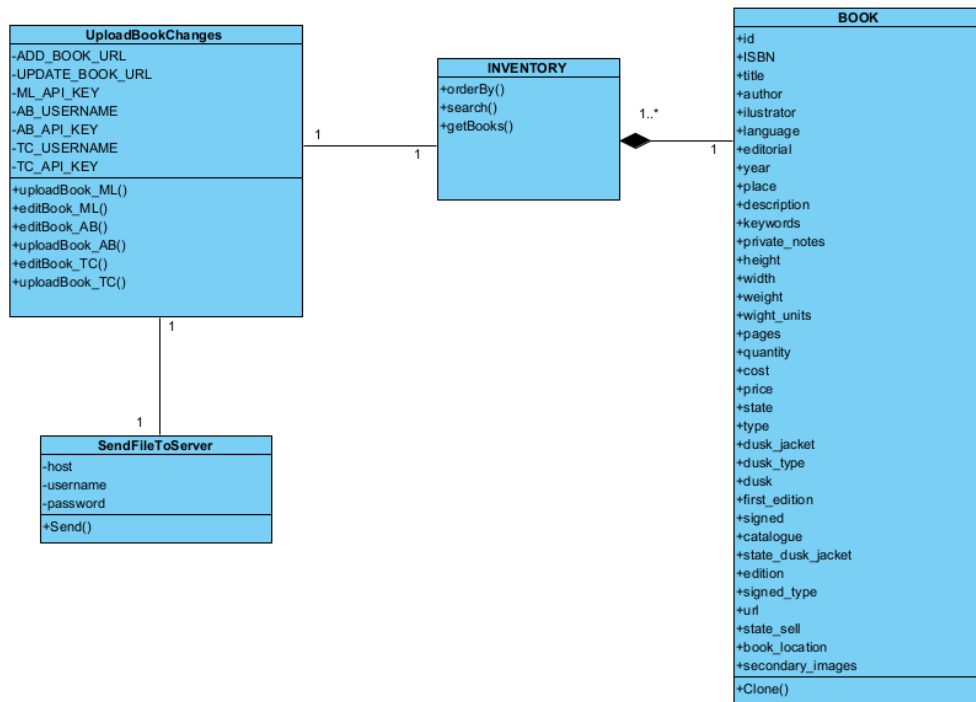 UploadBookChanges
-ADD_BOOK_URL
-UPDATE_BOOK_URL
-ML_API_KEY
-AB_USERNAME
-AB_API_KEY
-TC_USERNAME
-TC_API_KEY
+uploadBook_ML()
+editBook_ML()
+editBook_AB()
+uploadBook_AB()
+editBook_TC()
+uploadBook_TC()
1
1
INVENTORY
+orderBy()
+search()
+getBooks()
1..*
1
BOOK
+id
+ISBN
+title
+author
+ilustrator
+language
+editorial
+year
+place
+description
+keywords
+private_notes
+height
+width
+weight
+wight_units
+pages
+quantity
+cost
+price
+state
+type
+dusk_jacket
+dusk_type
+dusk
+first_edition
+signed
+catalogue
+state_dusk_jacket
+edition
+signed_type
+url
+state_sell
+book_location
+secondary_images
+Clone()
1
1
SendFileToServer
-host
-username
-password
+Send()